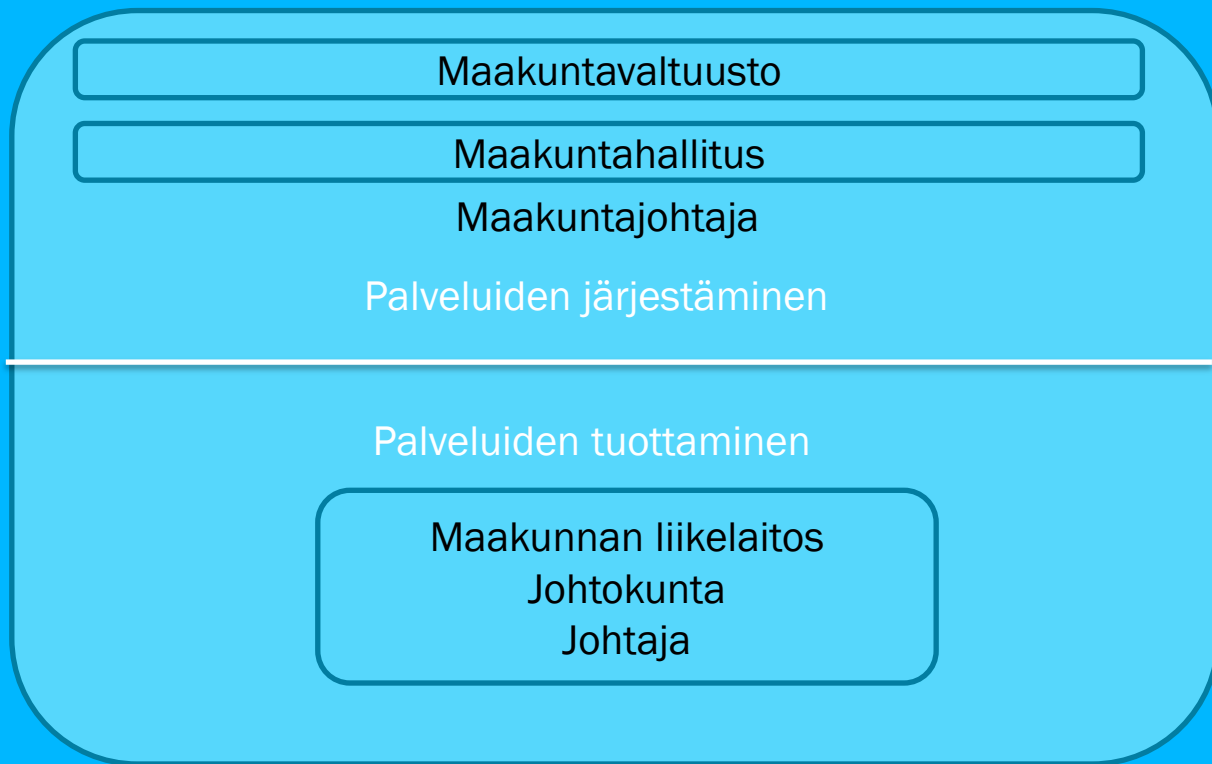 Maakuntavaltuusto
Maakuntahallitus
Maakuntajohtaja
Palveluiden järjestäminen
Palveluiden tuottaminen
Maakunnan liikelaitos
Johtokunta
Johtaja